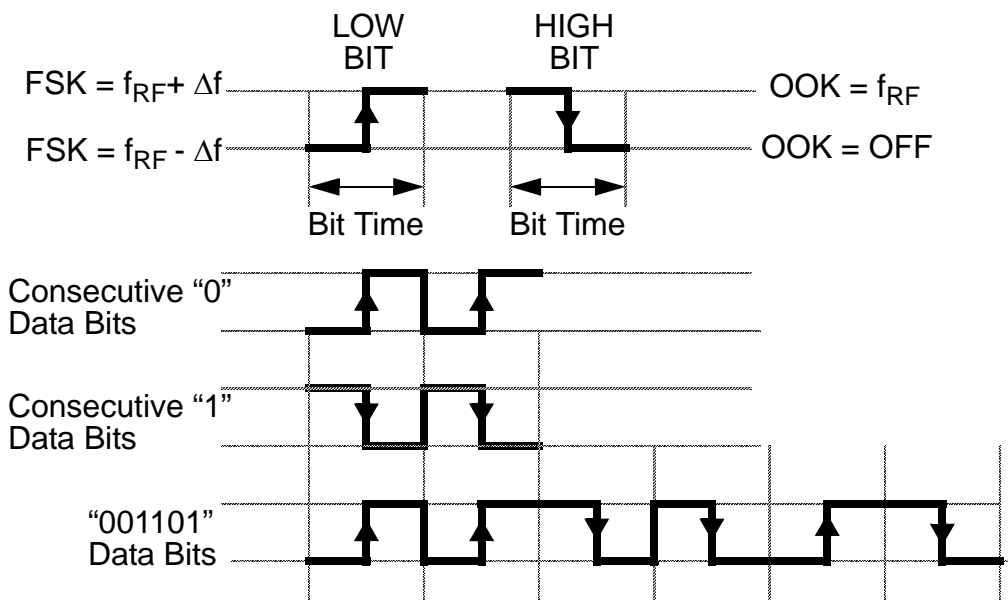 LOW
BIT
HIGH
BIT
FSK = fRF+ Δf
OOK = fRF
FSK = fRF - Δf
OOK = OFF
Bit Time
Bit Time
Consecutive “0”
Data Bits
Consecutive “1”
Data Bits
“001101”
Data Bits